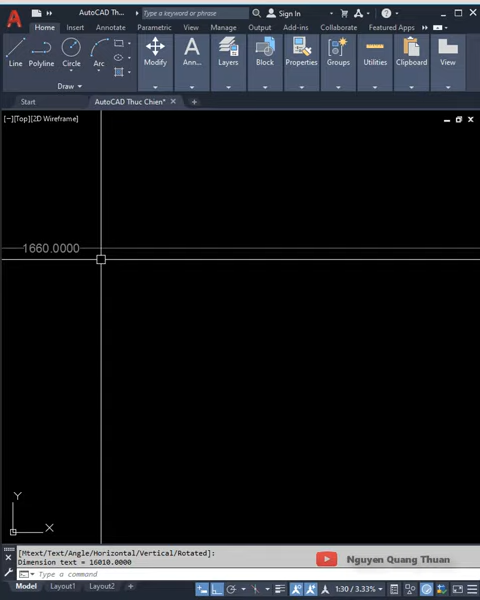 AutoCAD Th...
Type a keyword or phrase
Sign In
Home Insert Annotate Parametric View Manage Output Add-ins Collaborate Featured Apps
Line Polyline Circle Arc Modify Ann... Layers Block Properties Groups Utilities Clipboard View
Draw
Start AutoCAD Thuc Chien*
[−][Top][2D Wireframe]
1660.0000
Y
X
[Mtext/Text/Angle/Horizontal/Vertical/Rotated]:
Dimension text = 16010.0000
Nguyen Quang Thuan
Type a command
Model Layout1 Layout2 +
1:30 / 3.33%